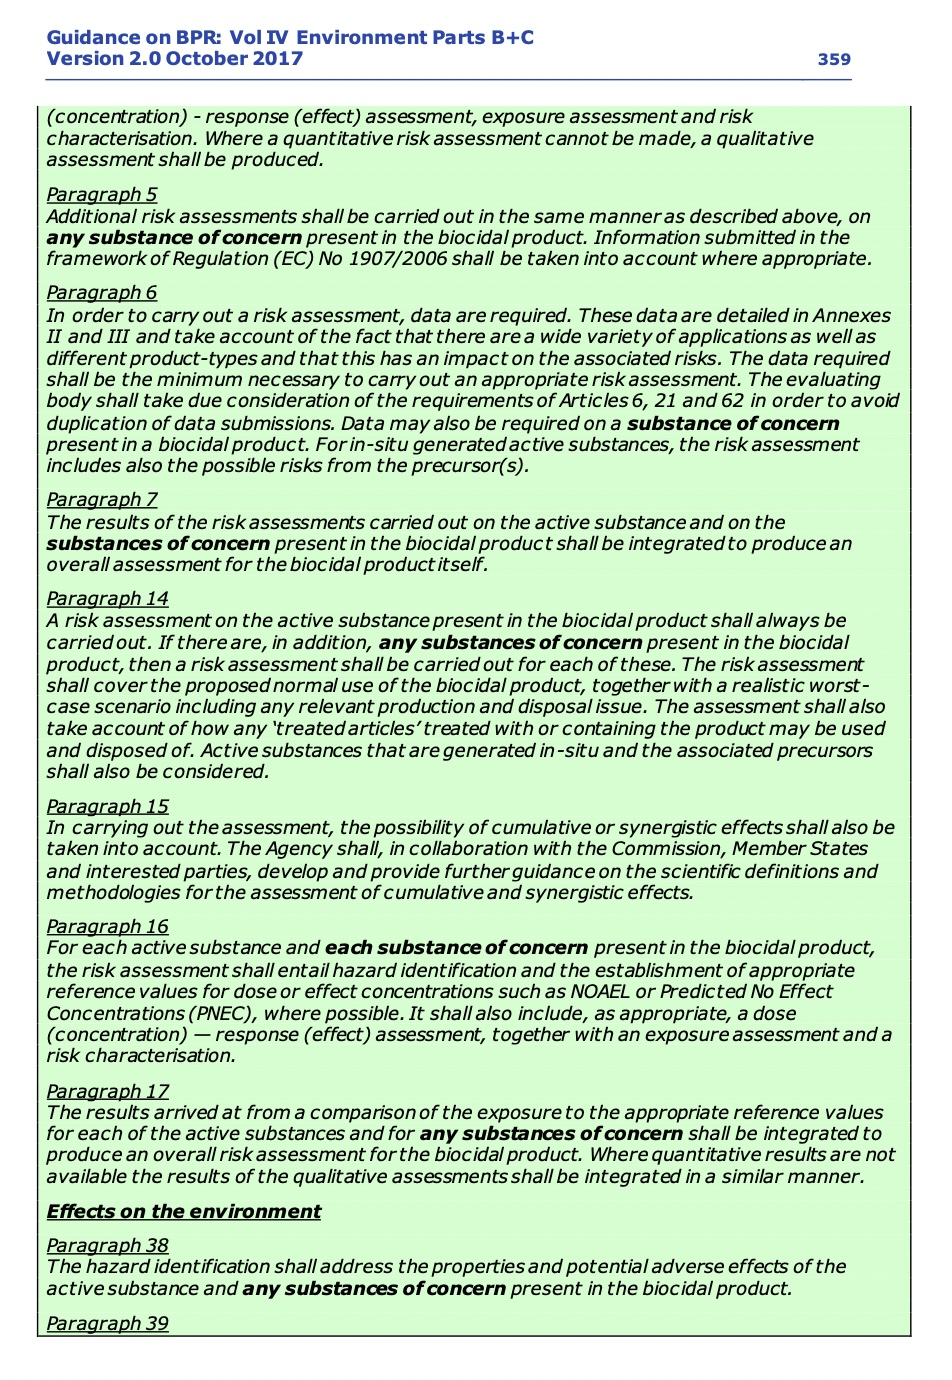 Guidance on BPR: Vol IV Environment Parts B+C
Version 2.0 October 2017 359
(concentration) - response (effect) assessment, exposure assessment and risk
characterisation. Where a quantitative risk assessment cannot be made, a qualitative
assessment shall be produced.
Paragraph 5
Additional risk assessments shall be carried out in the same manner as described above, on
any substance of concern present in the biocidal product. Information submitted in the
framework of Regulation (EC) No 1907/2006 shall be taken into account where appropriate.
Paragraph 6
In order to carry out a risk assessment, data are required. These data are detailed in Annexes
II and III and take account of the fact that there are a wide variety of applications as well as
different product-types and that this has an impact on the associated risks. The data required
shall be the minimum necessary to carry out an appropriate risk assessment. The evaluating
body shall take due consideration of the requirements of Articles 6, 21 and 62 in order to avoid
duplication of data submissions. Data may also be required on a substance of concern
present in a biocidal product. For in-situ generated active substances, the risk assessment
includes also the possible risks from the precursor(s).
Paragraph 7
The results of the risk assessments carried out on the active substance and on the
substances of concern present in the biocidal product shall be integrated to produce an
overall assessment for the biocidal product itself.
Paragraph 14
A risk assessment on the active substance present in the biocidal product shall always be
carried out. If there are, in addition, any substances of concern present in the biocidal
product, then a risk assessment shall be carried out for each of these. The risk assessment
shall cover the proposed normal use of the biocidal product, together with a realistic worst-
case scenario including any relevant production and disposal issue. The assessment shall also
take account of how any ‘treated articles’ treated with or containing the product may be used
and disposed of. Active substances that are generated in-situ and the associated precursors
shall also be considered.
Paragraph 15
In carrying out the assessment, the possibility of cumulative or synergistic effects shall also be
taken into account. The Agency shall, in collaboration with the Commission, Member States
and interested parties, develop and provide further guidance on the scientific definitions and
methodologies for the assessment of cumulative and synergistic effects.
Paragraph 16
For each active substance and each substance of concern present in the biocidal product,
the risk assessment shall entail hazard identification and the establishment of appropriate
reference values for dose or effect concentrations such as NOAEL or Predicted No Effect
Concentrations (PNEC), where possible. It shall also include, as appropriate, a dose
(concentration) — response (effect) assessment, together with an exposure assessment and a
risk characterisation.
Paragraph 17
The results arrived at from a comparison of the exposure to the appropriate reference values
for each of the active substances and for any substances of concern shall be integrated to
produce an overall risk assessment for the biocidal product. Where quantitative results are not
available the results of the qualitative assessments shall be integrated in a similar manner.
Effects on the environment
Paragraph 38
The hazard identification shall address the properties and potential adverse effects of the
active substance and any substances of concern present in the biocidal product.
Paragraph 39